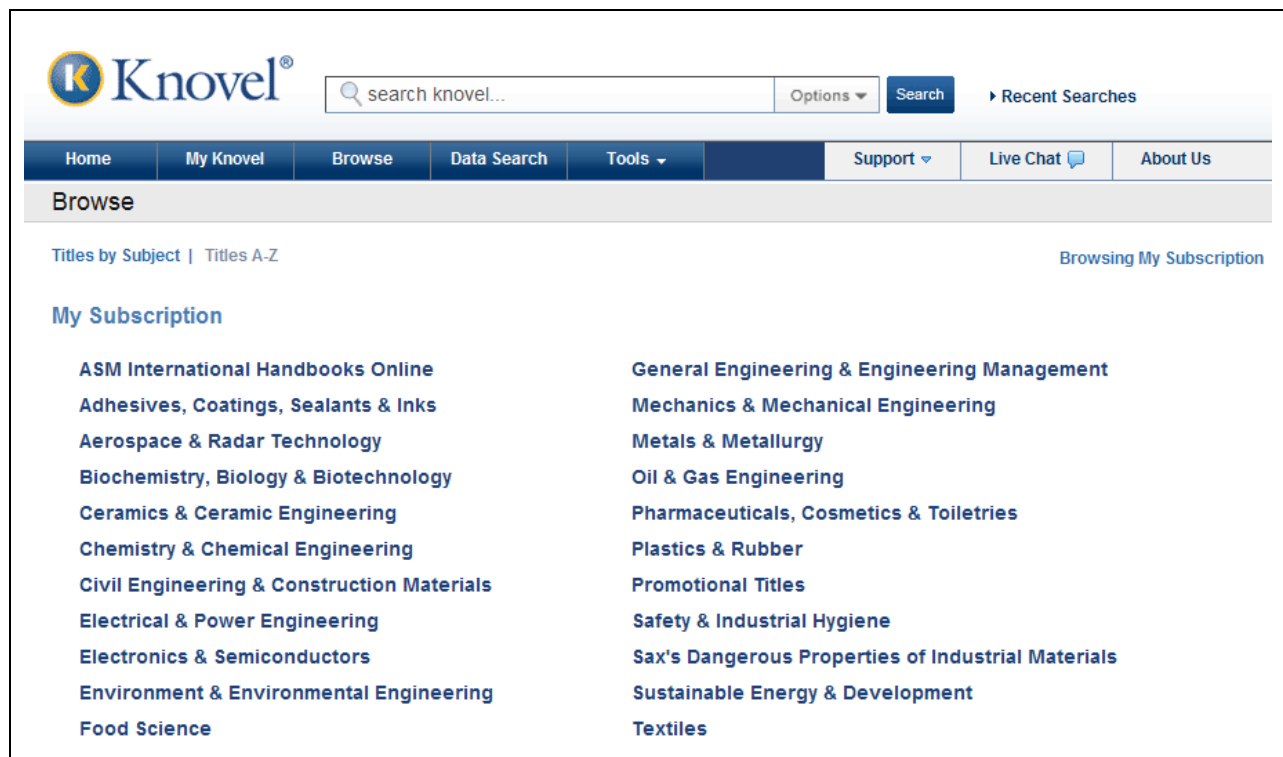 K Knovel®
search knovel...
Options
Search
Recent Searches
Home
My Knovel
Browse
Data Search
Tools
Support
Live Chat
About Us
Browse
Titles by Subject | Titles A-Z
Browsing My Subscription
My Subscription
ASM International Handbooks Online
Adhesives, Coatings, Sealants & Inks
Aerospace & Radar Technology
Biochemistry, Biology & Biotechnology
Ceramics & Ceramic Engineering
Chemistry & Chemical Engineering
Civil Engineering & Construction Materials
Electrical & Power Engineering
Electronics & Semiconductors
Environment & Environmental Engineering
Food Science
General Engineering & Engineering Management
Mechanics & Mechanical Engineering
Metals & Metallurgy
Oil & Gas Engineering
Pharmaceuticals, Cosmetics & Toiletries
Plastics & Rubber
Promotional Titles
Safety & Industrial Hygiene
Sax's Dangerous Properties of Industrial Materials
Sustainable Energy & Development
Textiles